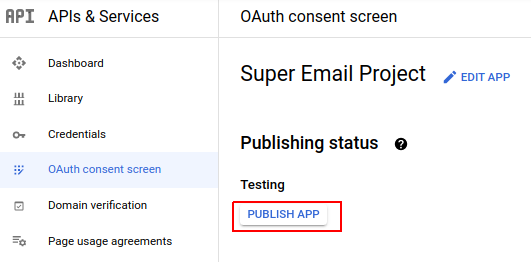 API APIs & Services
Dashboard
Library
Credentials
OAuth consent screen
Domain verification
Page usage agreements
OAuth consent screen
Super Email Project EDIT APP
Publishing status ?
Testing
PUBLISH APP